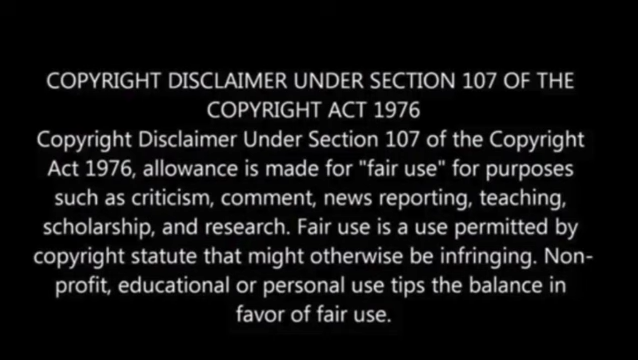 COPYRIGHT DISCLAIMER UNDER SECTION 107 OF THE
COPYRIGHT ACT 1976
Copyright Disclaimer Under Section 107 of the Copyright
Act 1976, allowance is made for "fair use" for purposes
such as criticism, comment, news reporting, teaching,
scholarship, and research. Fair use is a use permitted by
copyright statute that might otherwise be infringing. Non-
profit, educational or personal use tips the balance in
favor of fair use.